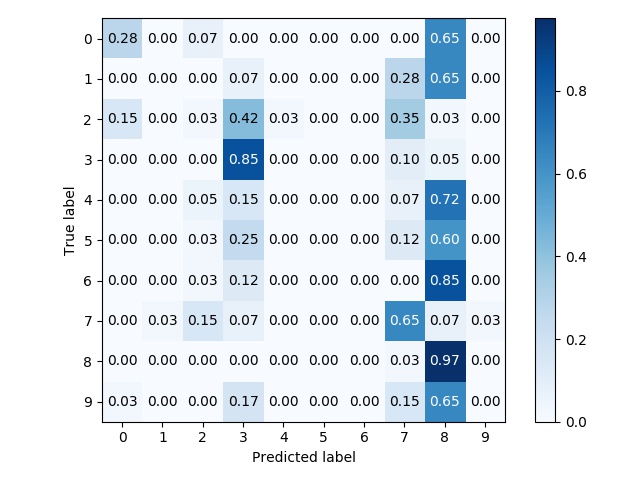 0 0.28 0.00 0.07 0.00 0.00 0.00 0.00 0.00 0.65 0.00
1 0.00 0.00 0.00 0.07 0.00 0.00 0.00 0.28 0.65 0.00
2 0.15 0.00 0.03 0.42 0.03 0.00 0.00 0.35 0.03 0.00
3 0.00 0.00 0.00 0.85 0.00 0.00 0.00 0.10 0.05 0.00
4 0.00 0.00 0.05 0.15 0.00 0.00 0.00 0.07 0.72 0.00
5 0.00 0.00 0.03 0.25 0.00 0.00 0.00 0.12 0.60 0.00
6 0.00 0.00 0.03 0.12 0.00 0.00 0.00 0.00 0.85 0.00
7 0.00 0.03 0.15 0.07 0.00 0.00 0.00 0.65 0.07 0.03
8 0.00 0.00 0.00 0.00 0.00 0.00 0.00 0.03 0.97 0.00
9 0.03 0.00 0.00 0.17 0.00 0.00 0.00 0.15 0.65 0.00
0 1 2 3 4 5 6 7 8 9
Predicted label
True label
0.8
0.6
0.4
0.2
0.0